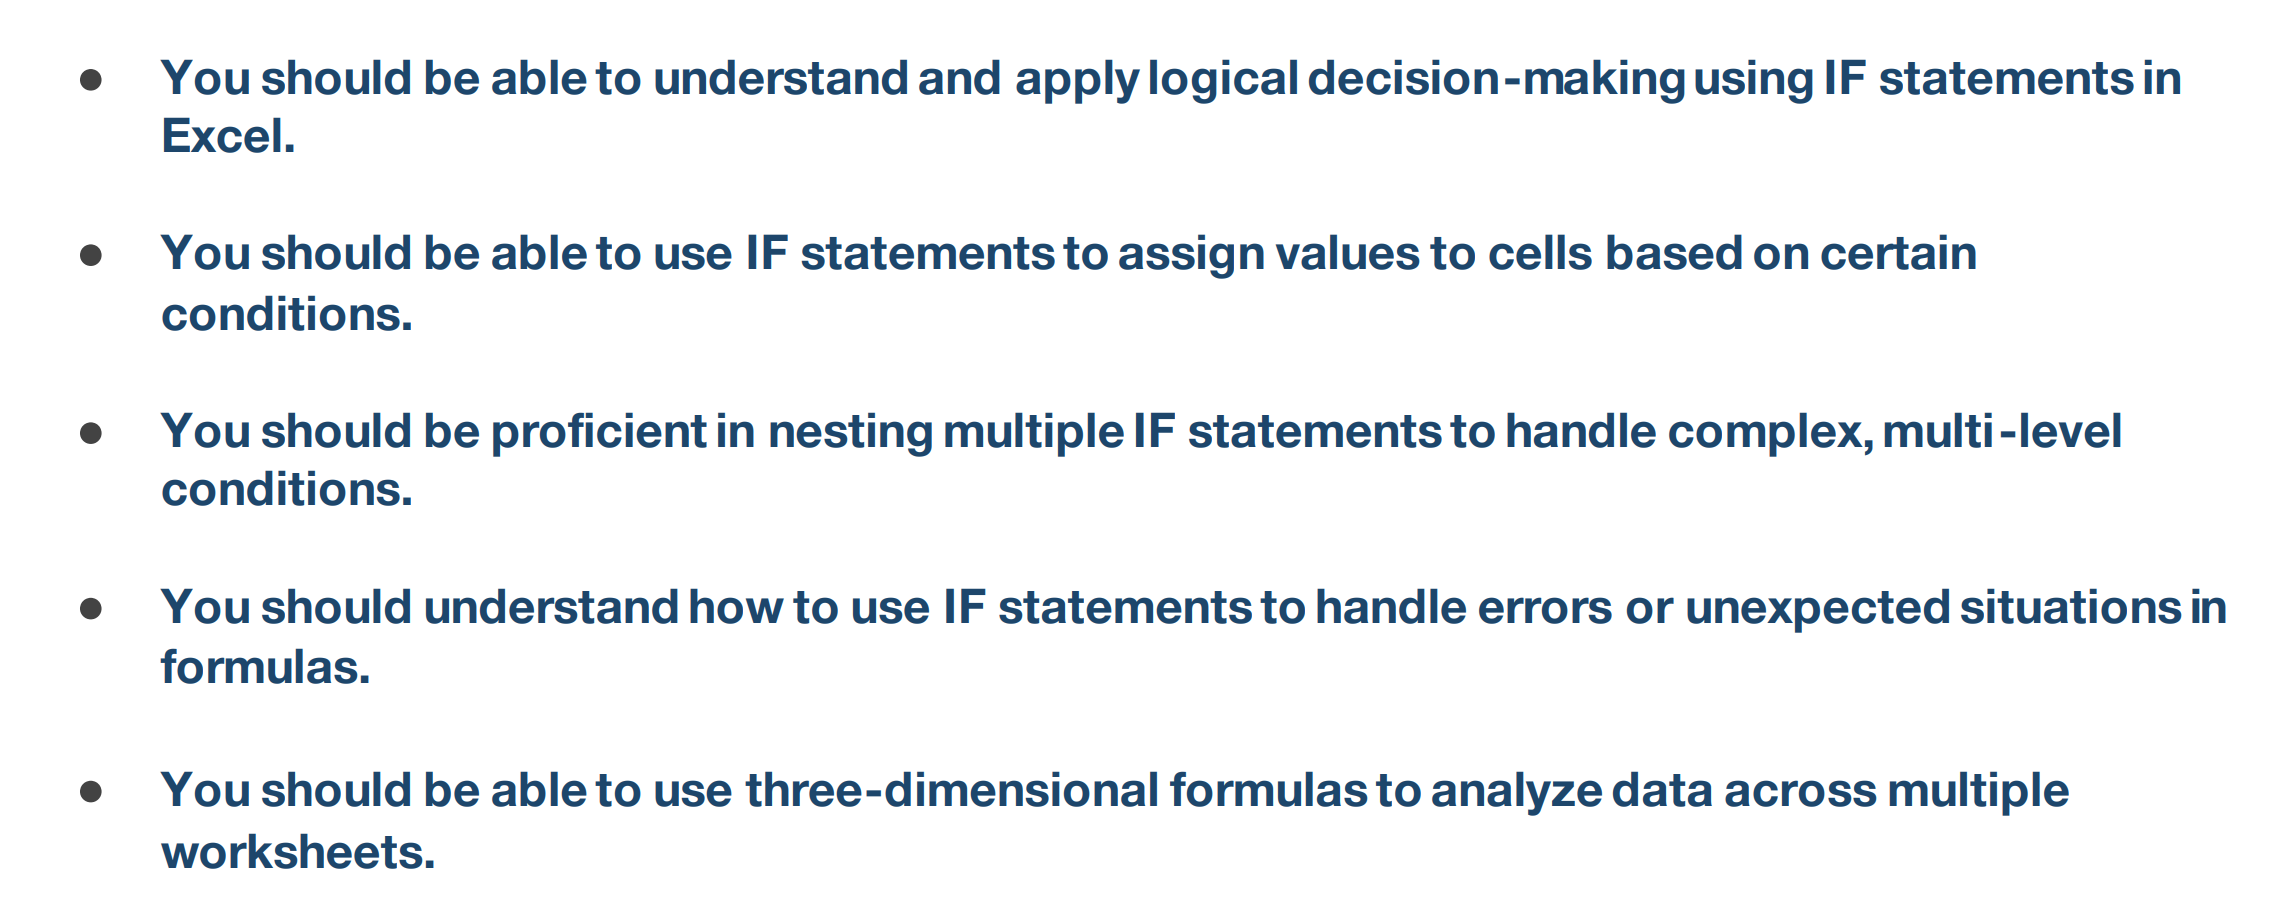 ● You should be able to understand and apply logical decision-making using IF statements in
Excel.
● You should be able to use IF statements to assign values to cells based on certain
conditions.
● You should be proficient in nesting multiple IF statements to handle complex, multi-level
conditions.
● You should understand how to use IF statements to handle errors or unexpected situations in
formulas.
● You should be able to use three-dimensional formulas to analyze data across multiple
worksheets.